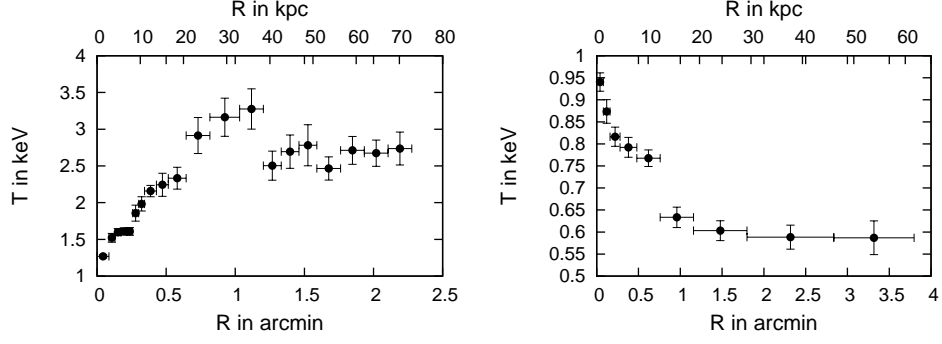 R in kpc
0 10 20 30 40 50 60 70 80
4
3.5
3
2.5
2
1.5
1
T in keV
0 0.5 1 1.5 2 2.5
R in arcmin
R in kpc
0 10 20 30 40 50 60
1
0.95
0.9
0.85
0.8
0.75
0.7
0.65
0.6
0.55
0.5
T in keV
0 0.5 1 1.5 2 2.5 3 3.5 4
R in arcmin